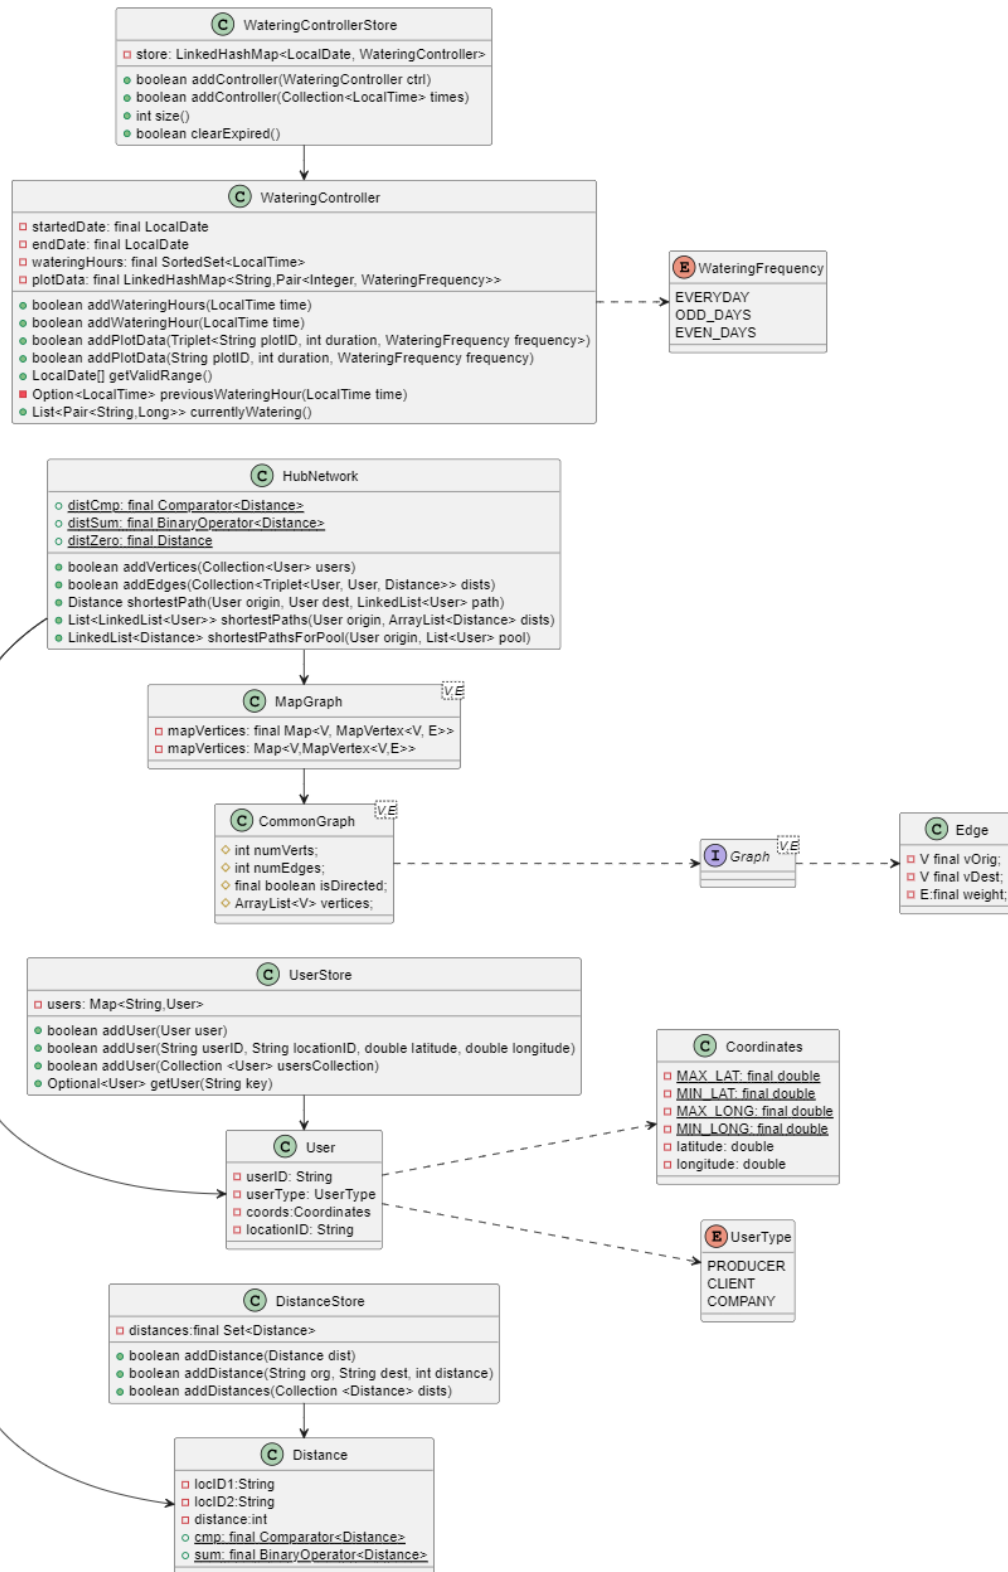 C WateringControllerStore
store: LinkedHashMap<LocalDate, WateringController>
boolean addController(WateringController ctrl)
boolean addController(Collection<LocalTime> times)
int size()
boolean clearExpired()
C WateringController
startedDate: final LocalDate
endDate: final LocalDate
wateringHours: final SortedSet<LocalTime>
plotData: final LinkedHashMap<String,Pair<Integer, WateringFrequency>>
boolean addWateringHours(LocalTime time)
boolean addWateringHour(LocalTime time)
boolean addPlotData(Triplet<String plotID, int duration, WateringFrequency frequency>)
boolean addPlotData(String plotID, int duration, WateringFrequency frequency)
LocalDate[] getValidRange()
Option<LocalTime> previousWateringHour(LocalTime time)
List<Pair<String,Long>> currentlyWatering()
E WateringFrequency
EVERYDAY
ODD_DAYS
EVEN_DAYS
C HubNetwork
distCmp: final Comparator<Distance>
distSum: final BinaryOperator<Distance>
distZero: final Distance
boolean addVertices(Collection<User> users)
boolean addEdges(Collection<Triplet<User, User, Distance>> dists)
Distance shortestPath(User origin, User dest, LinkedList<User> path)
List<LinkedList<User>> shortestPaths(User origin, ArrayList<Distance> dists)
LinkedList<Distance> shortestPathsForPool(User origin, List<User> pool)
C MapGraph
V,E
mapVertices: final Map<V, MapVertex<V, E>>
mapVertices: Map<V,MapVertex<V,E>>
C CommonGraph
V,E
int numVerts;
int numEdges;
final boolean isDirected;
ArrayList<V> vertices;
I Graph
V,E
C Edge
V final vOrig;
V final vDest;
E:final weight;
C UserStore
users: Map<String,User>
boolean addUser(User user)
boolean addUser(String userID, String locationID, double latitude, double longitude)
boolean addUser(Collection <User> usersCollection)
Optional<User> getUser(String key)
C Coordinates
MAX_LAT: final double
MIN_LAT: final double
MAX_LONG: final double
MIN_LONG: final double
latitude: double
longitude: double
C User
userID: String
userType: UserType
coords:Coordinates
locationID: String
E UserType
PRODUCER
CLIENT
COMPANY
C DistanceStore
distances:final Set<Distance>
boolean addDistance(Distance dist)
boolean addDistance(String org, String dest, int distance)
boolean addDistances(Collection <Distance> dists)
C Distance
locID1:String
locID2:String
distance:int
cmp: final Comparator<Distance>
sum: final BinaryOperator<Distance>